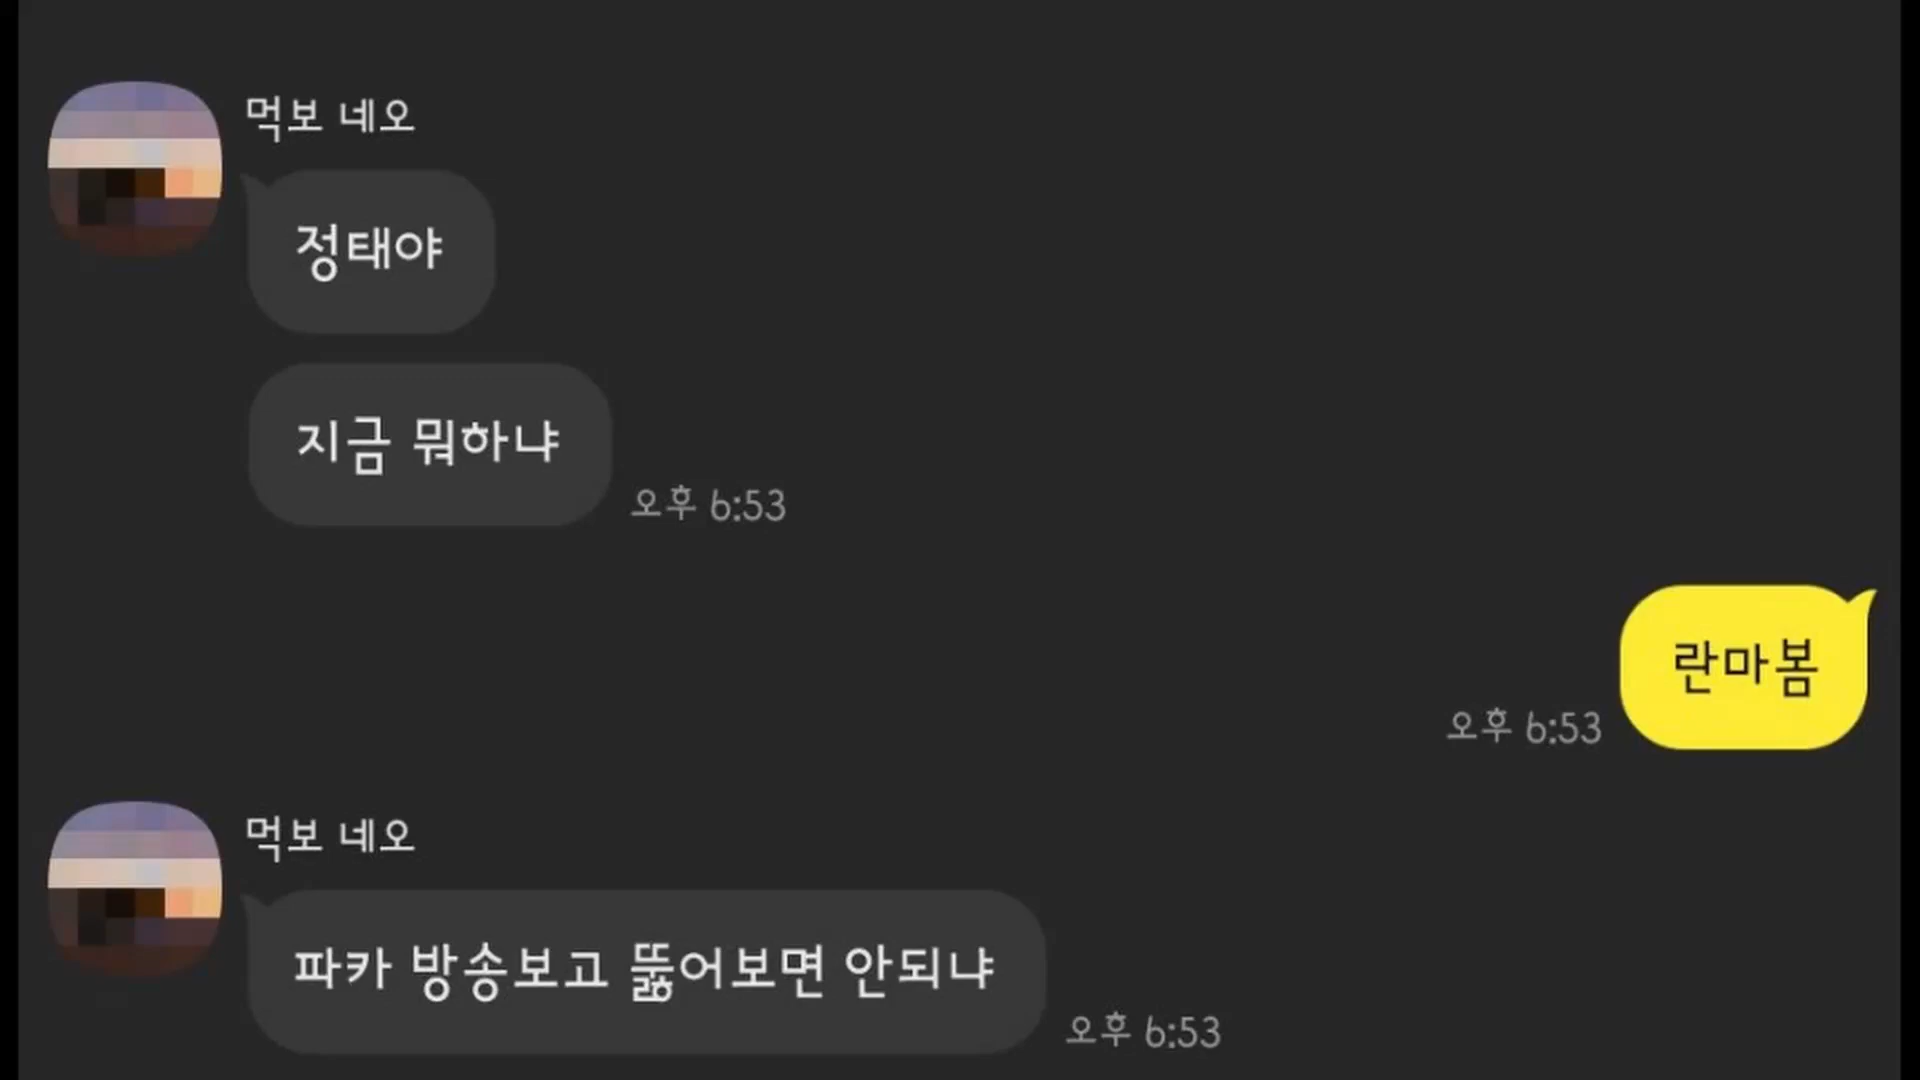 먹보 네오
정태야
지금 뭐하냐
오후 6:53
란마봄
오후 6:53
먹보 네오
파카 방송보고 뚫어보면 안되냐
오후 6:53